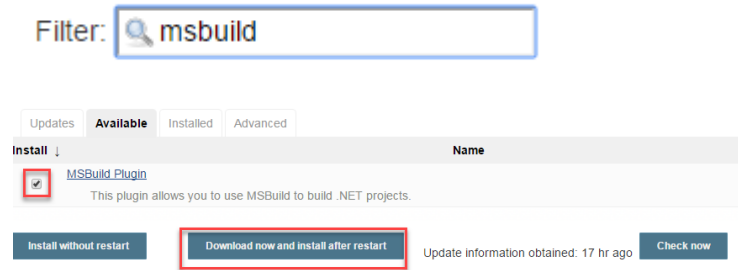 Filter: msbuild
Updates Available Installed Advanced
Install ↓ Name
MSBuild Plugin
This plugin allows you to use MSBuild to build .NET projects.
Install without restart Download now and install after restart Update information obtained: 17 hr ago Check now